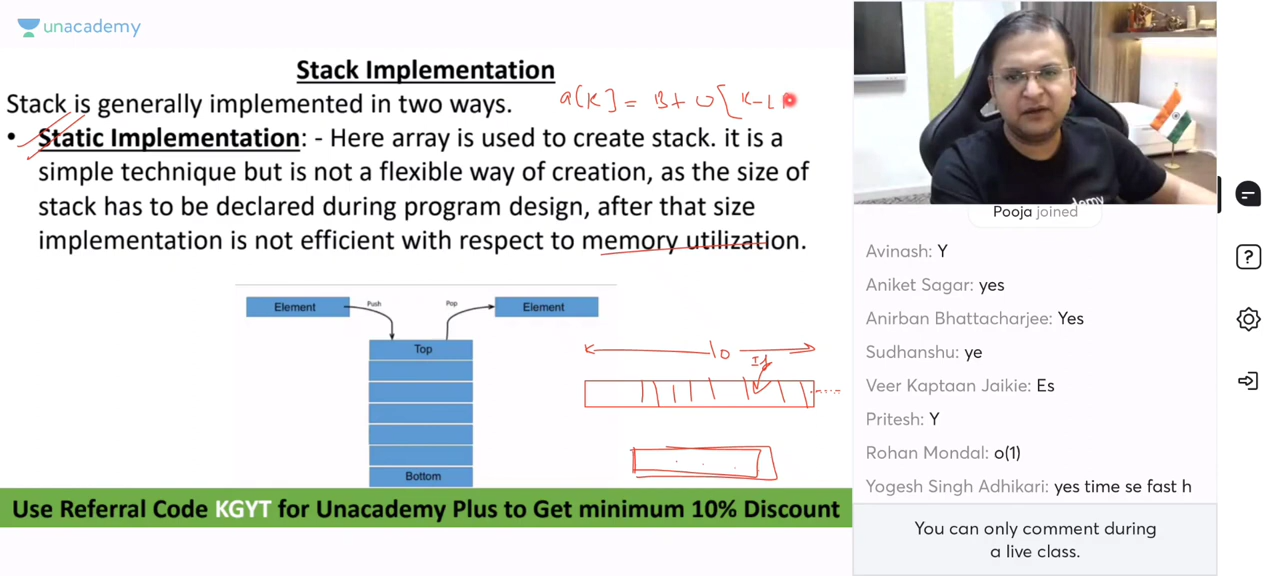 unacademy
Stack Implementation
Stack is generally implemented in two ways.
a[K] = B + W[K-L
• Static Implementation: - Here array is used to create stack. it is a
simple technique but is not a flexible way of creation, as the size of
stack has to be declared during program design, after that size
implementation is not efficient with respect to memory utilization.
Element
Push
Pop
Element
Top
10
Bottom
Use Referral Code KGYT for Unacademy Plus to Get minimum 10% Discount
Pooja joined
Avinash: Y
Aniket Sagar: yes
Anirban Bhattacharjee: Yes
Sudhanshu: ye
Veer Kaptaan Jaikie: Es
Pritesh: Y
Rohan Mondal: o(1)
Yogesh Singh Adhikari: yes time se fast h
You can only comment during
a live class.